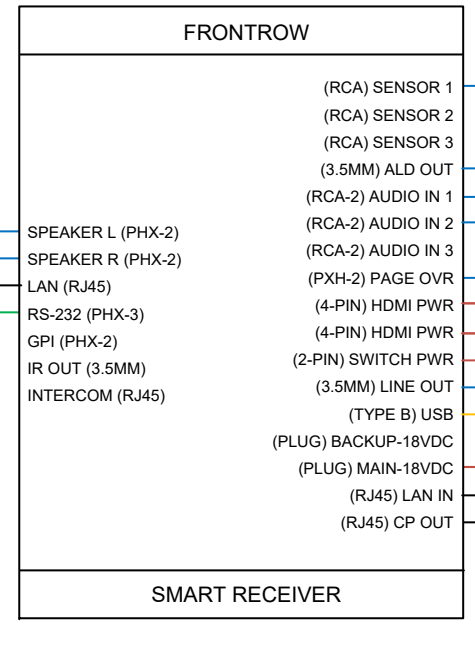 FRONTROW
(RCA) SENSOR 1
(RCA) SENSOR 2
(RCA) SENSOR 3
(3.5MM) ALD OUT
(RCA-2) AUDIO IN 1
(RCA-2) AUDIO IN 2
(RCA-2) AUDIO IN 3
(PXH-2) PAGE OVR
(4-PIN) HDMI PWR
(4-PIN) HDMI PWR
(2-PIN) SWITCH PWR
(3.5MM) LINE OUT
(TYPE B) USB
(PLUG) BACKUP-18VDC
(PLUG) MAIN-18VDC
(RJ45) LAN IN
(RJ45) CP OUT
SPEAKER L (PHX-2)
SPEAKER R (PHX-2)
LAN (RJ45)
RS-232 (PHX-3)
GPI (PHX-2)
IR OUT (3.5MM)
INTERCOM (RJ45)
SMART RECEIVER